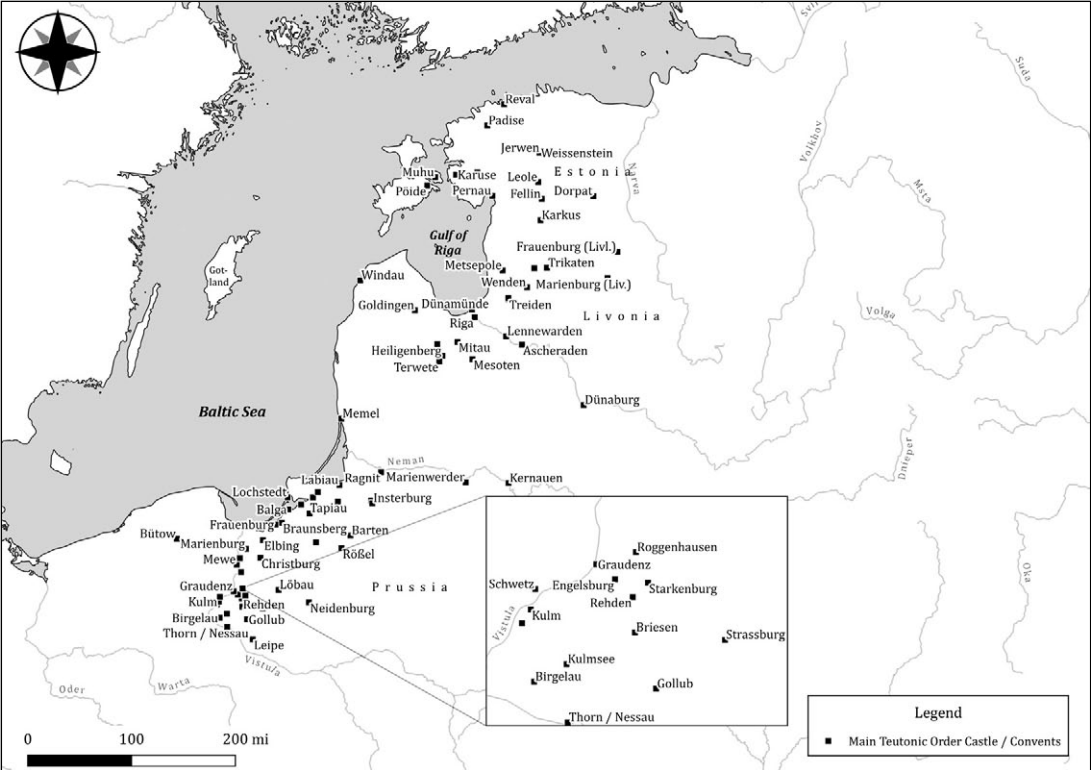 Svir
Suda
Reval
Padise
Volkhov
Jerwen
Weissenstein
Estonia
Narva
Muhu
Karuse
Leole
Msta
Pöide
Pernau
Fellin
Dorpat
Karkus
Gulf of
Riga
Frauenburg (Livl.)
Metsepole
Trikaten
Got-
land
Windau
Wenden
Marienburg (Liv.)
Goldingen
Dünamünde
Treiden
Riga
Livonia
Volga
Lennewarden
Heiligenberg
Mitau
Ascheraden
Terwete
Mesoten
Baltic Sea
Memel
Dünaburg
Neman
Dnieper
Labiau
Ragnit
Marienwerder
Kernauen
Lochstedt
Insterburg
Balga
Tapiau
Frauenburg
Braunsberg
Barten
Bütow
Marienburg
Elbing
Rößel
Mewe
Christburg
Oka
Graudenz
Löbau
Prussia
Kulm
Rehden
Neidenburg
Birgelau
Gollub
Thorn / Nessau
Leipe
Vistula
Oder
Warta
Roggenhausen
Graudenz
Schwetz
Engelsburg
Starkenburg
Rehden
Vistula
Kulm
Briesen
Strassburg
Kulmsee
Birgelau
Gollub
Thorn / Nessau
Legend
Main Teutonic Order Castle / Convents
0 100 200 mi